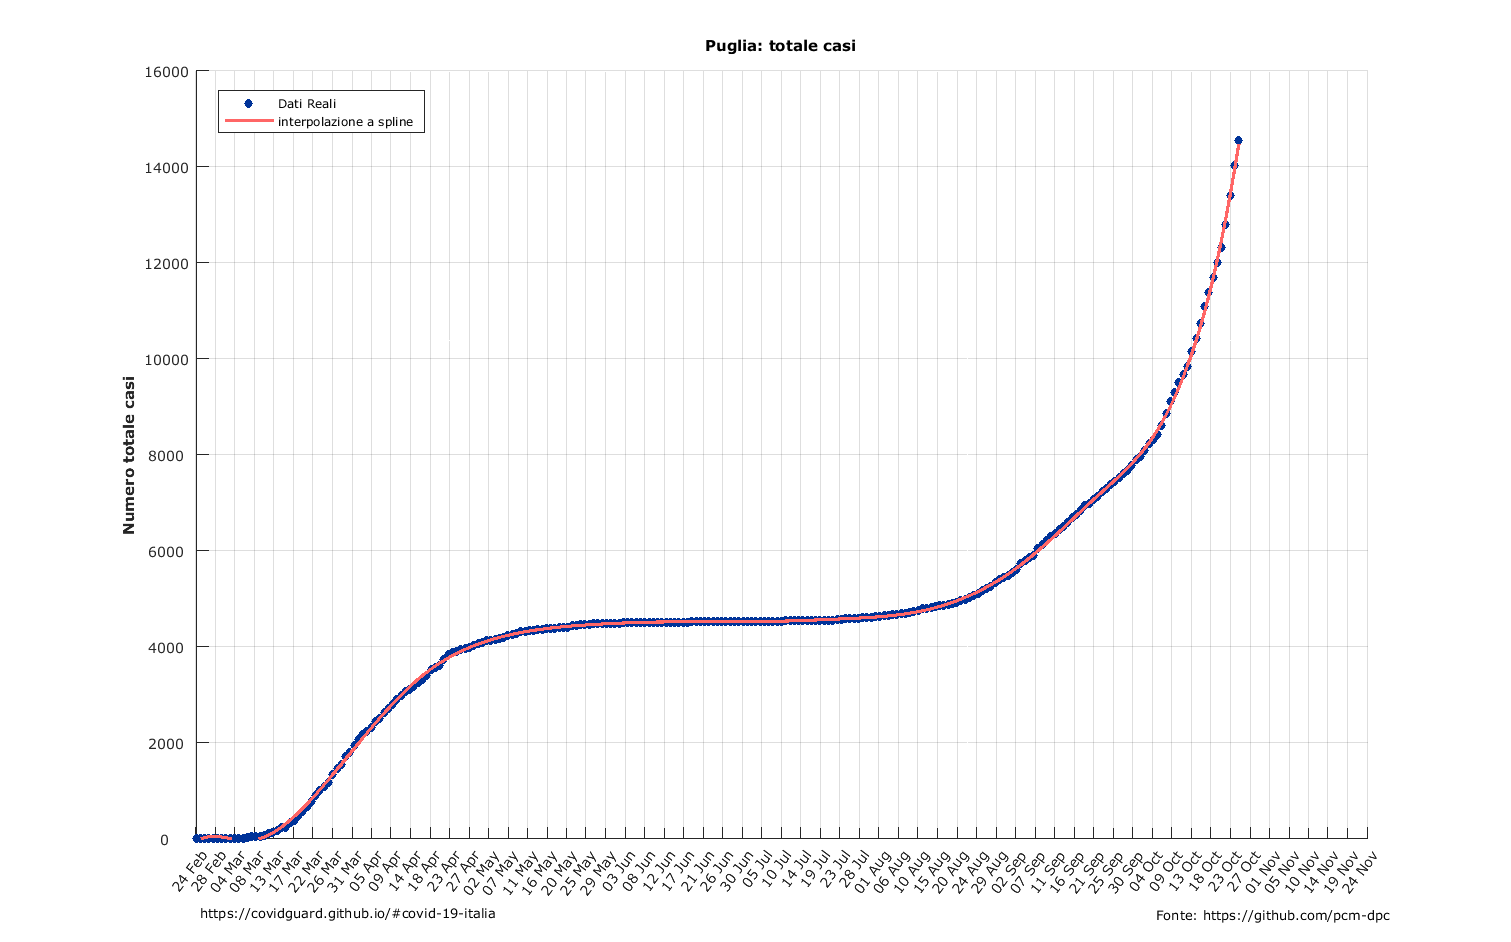 Puglia: totale casi
16000
14000
12000
10000
8000
6000
4000
2000
0
Numero totale casi
Dati Reali
interpolazione a spline
24 Feb
28 Feb
04 Mar
08 Mar
13 Mar
17 Mar
22 Mar
26 Mar
31 Mar
05 Apr
09 Apr
14 Apr
18 Apr
23 Apr
27 Apr
02 May
07 May
11 May
16 May
20 May
25 May
29 May
03 Jun
08 Jun
12 Jun
17 Jun
21 Jun
26 Jun
30 Jun
05 Jul
10 Jul
14 Jul
19 Jul
23 Jul
28 Jul
01 Aug
06 Aug
10 Aug
15 Aug
20 Aug
24 Aug
29 Aug
02 Sep
07 Sep
11 Sep
16 Sep
21 Sep
25 Sep
30 Sep
04 Oct
09 Oct
13 Oct
18 Oct
23 Oct
27 Oct
01 Nov
05 Nov
10 Nov
14 Nov
19 Nov
24 Nov
https://covidguard.github.io/#covid-19-italia
Fonte: https://github.com/pcm-dpc